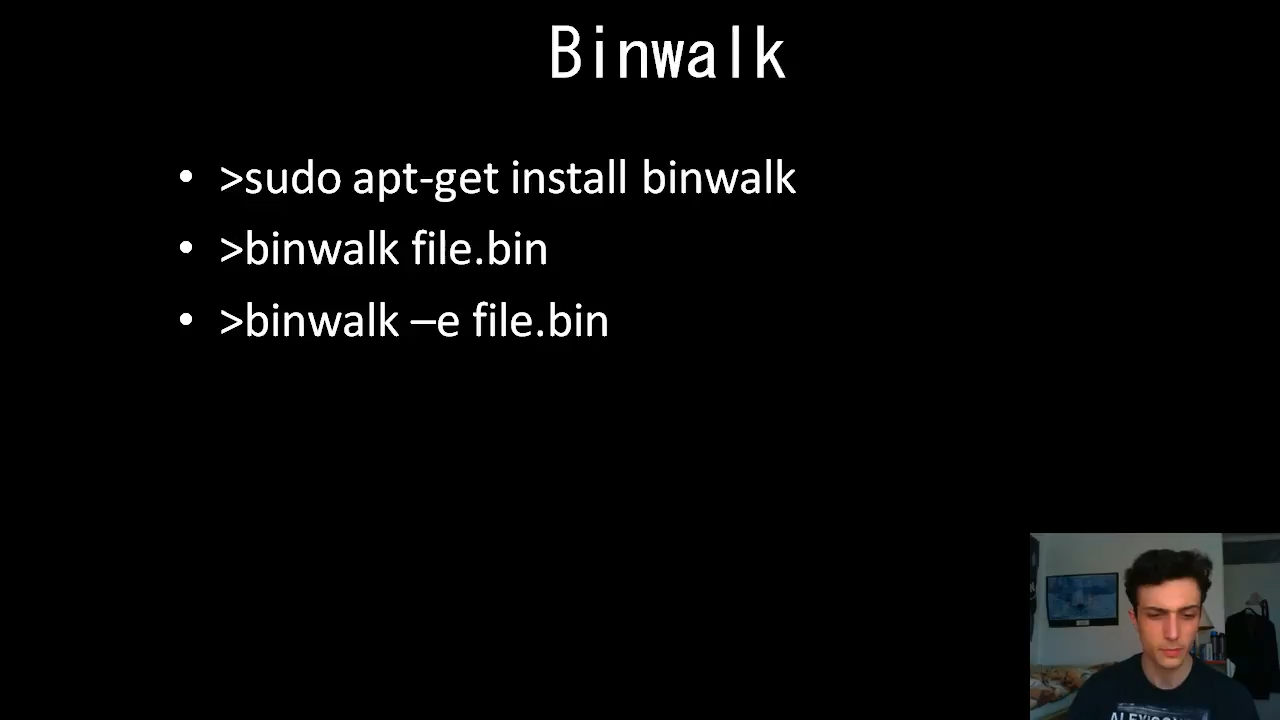 Binwalk
• >sudo apt-get install binwalk
• >binwalk file.bin
• >binwalk –e file.bin